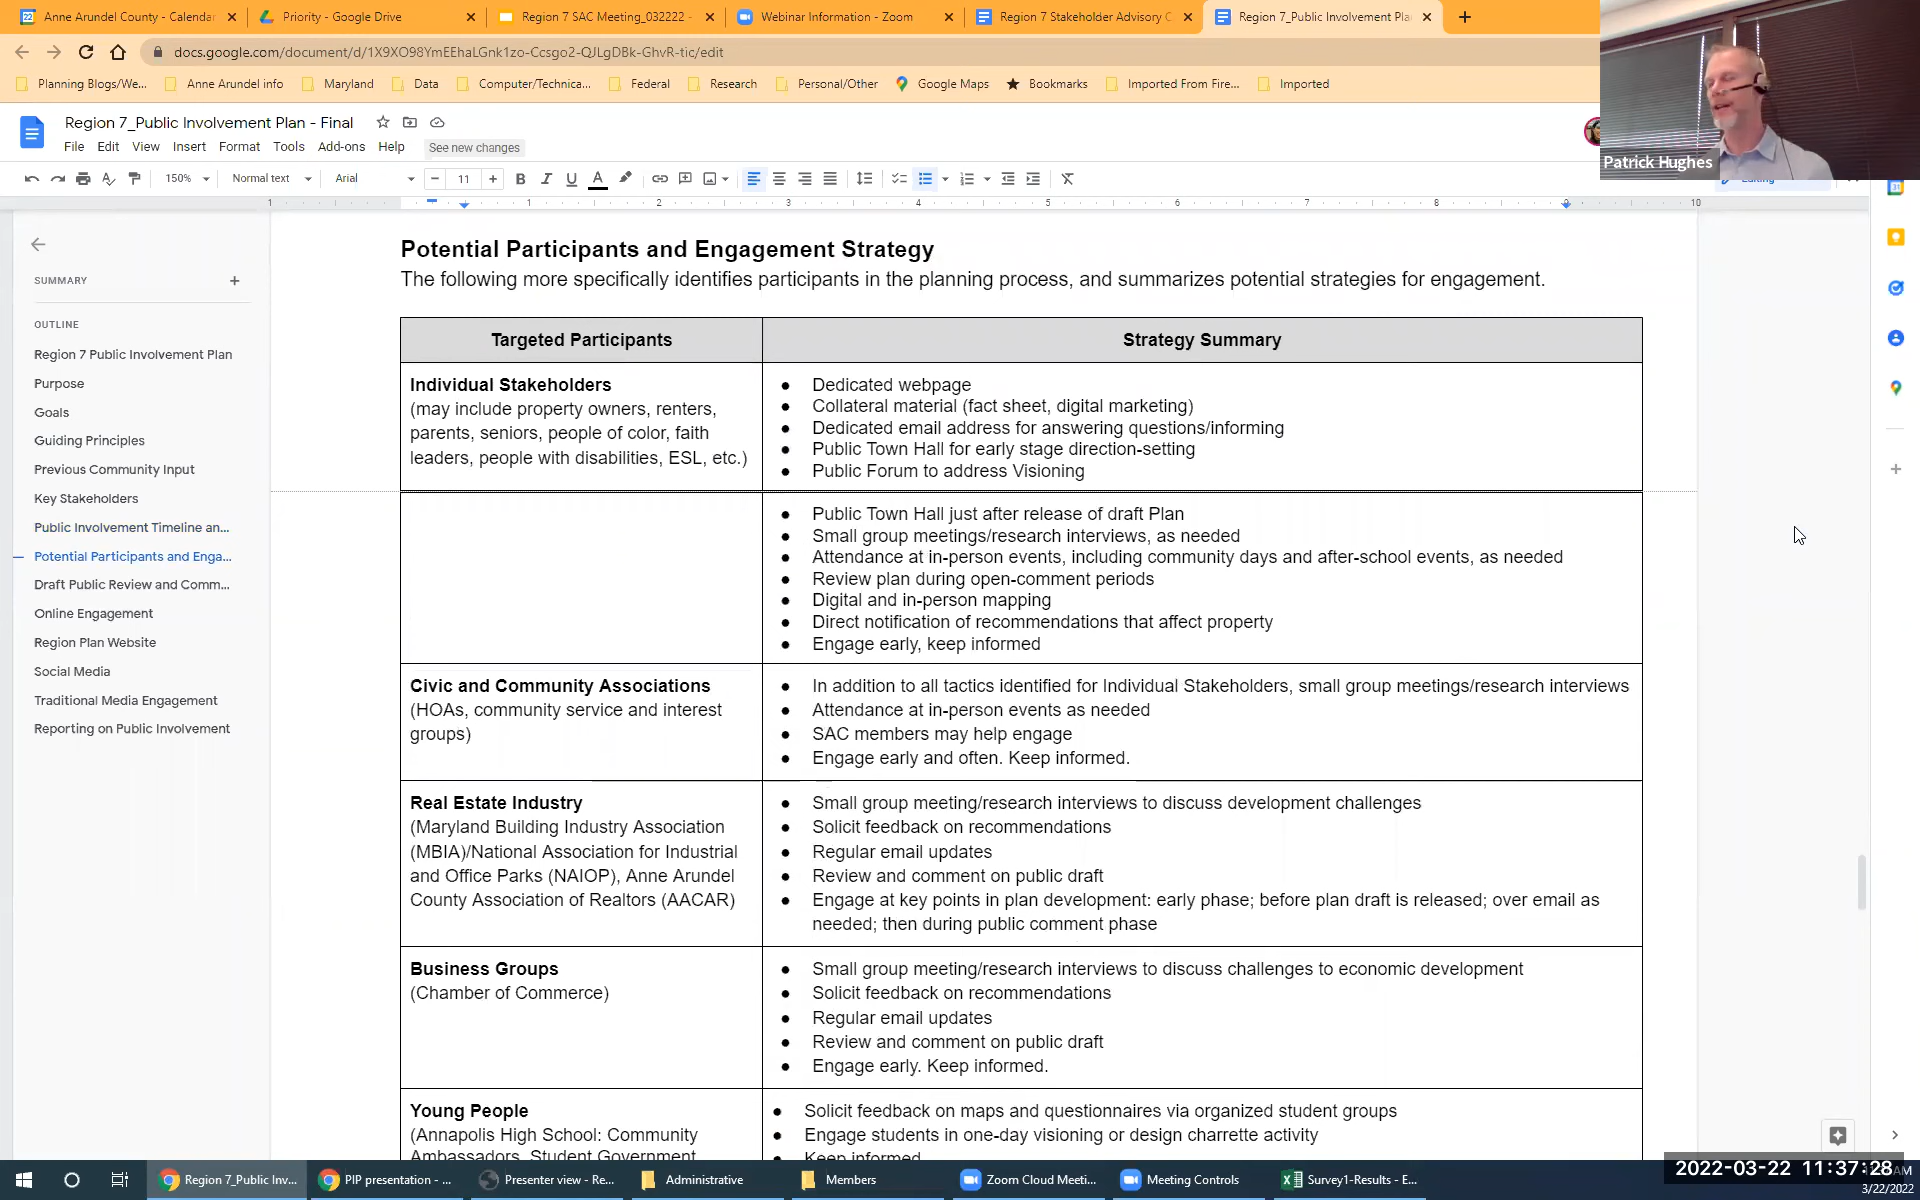 Anne Arundel County - Calendar
Priority - Google Drive
Region 7 SAC Meeting_032222 -
Webinar Information - Zoom
Region 7 Stakeholder Advisory C
Region 7_Public Involvement Pla
docs.google.com/document/d/1X9XO98YmEEhaLGnk1zo-Ccsgo2-QJLgDBk-GhvR-tic/edit
Planning Blogs/We...
Anne Arundel info
Maryland
Data
Computer/Technica...
Federal
Research
Personal/Other
Google Maps
Bookmarks
Imported From Fire...
Imported
Patrick Hughes
Region 7_Public Involvement Plan - Final
File Edit View Insert Format Tools Add-ons Help
See new changes
150%
Normal text
Arial
11
Editing
1 1 2 3 4 5 6 7 8 9 10
SUMMARY
OUTLINE
Region 7 Public Involvement Plan
Purpose
Goals
Guiding Principles
Previous Community Input
Key Stakeholders
Public Involvement Timeline an...
Potential Participants and Enga...
Draft Public Review and Comm...
Online Engagement
Region Plan Website
Social Media
Traditional Media Engagement
Reporting on Public Involvement
Potential Participants and Engagement Strategy
The following more specifically identifies participants in the planning process, and summarizes potential strategies for engagement.
Targeted Participants
Strategy Summary
Individual Stakeholders
(may include property owners, renters,
parents, seniors, people of color, faith
leaders, people with disabilities, ESL, etc.)
● Dedicated webpage
● Collateral material (fact sheet, digital marketing)
● Dedicated email address for answering questions/informing
● Public Town Hall for early stage direction-setting
● Public Forum to address Visioning
● Public Town Hall just after release of draft Plan
● Small group meetings/research interviews, as needed
● Attendance at in-person events, including community days and after-school events, as needed
● Review plan during open-comment periods
● Digital and in-person mapping
● Direct notification of recommendations that affect property
● Engage early, keep informed
Civic and Community Associations
(HOAs, community service and interest
groups)
● In addition to all tactics identified for Individual Stakeholders, small group meetings/research interviews
● Attendance at in-person events as needed
● SAC members may help engage
● Engage early and often. Keep informed.
Real Estate Industry
(Maryland Building Industry Association
(MBIA)/National Association for Industrial
and Office Parks (NAIOP), Anne Arundel
County Association of Realtors (AACAR)
● Small group meeting/research interviews to discuss development challenges
● Solicit feedback on recommendations
● Regular email updates
● Review and comment on public draft
● Engage at key points in plan development: early phase; before plan draft is released; over email as
needed; then during public comment phase
Business Groups
(Chamber of Commerce)
● Small group meeting/research interviews to discuss challenges to economic development
● Solicit feedback on recommendations
● Regular email updates
● Review and comment on public draft
● Engage early. Keep informed.
Young People
(Annapolis High School: Community
Ambassadors, Student Government
● Solicit feedback on maps and questionnaires via organized student groups
● Engage students in one-day visioning or design charrette activity
● Keep informed
Region 7_Public Inv...
PIP presentation - ...
Presenter view - Re...
Administrative
Members
Zoom Cloud Meeti...
Meeting Controls
Survey1-Results - E...
2022-03-22 11:37:28
AM
3/22/2022